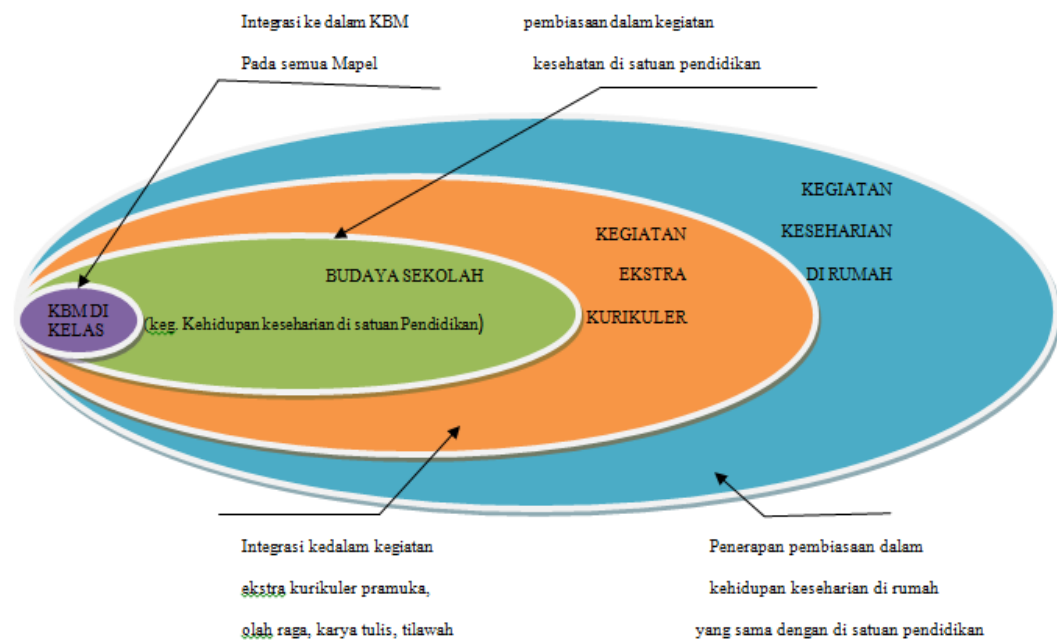 Integrasi ke dalam KBM
Pada semua Mapel
pembiasaan dalam kegiatan
kesehatan di satuan pendidikan
KEGIATAN
KESEHARIAN
DI RUMAH
KEGIATAN
EKSTRA
KURIKULER
BUDAYA SEKOLAH
(keg. Kehidupan keseharian di satuan Pendidikan)
KBM DI
KELAS
Integrasi kedalam kegiatan
ekstra kurikuler pramuka,
olah raga, karya tulis, tilawah
Penerapan pembiasaan dalam
kehidupan keseharian di rumah
yang sama dengan di satuan pendidikan